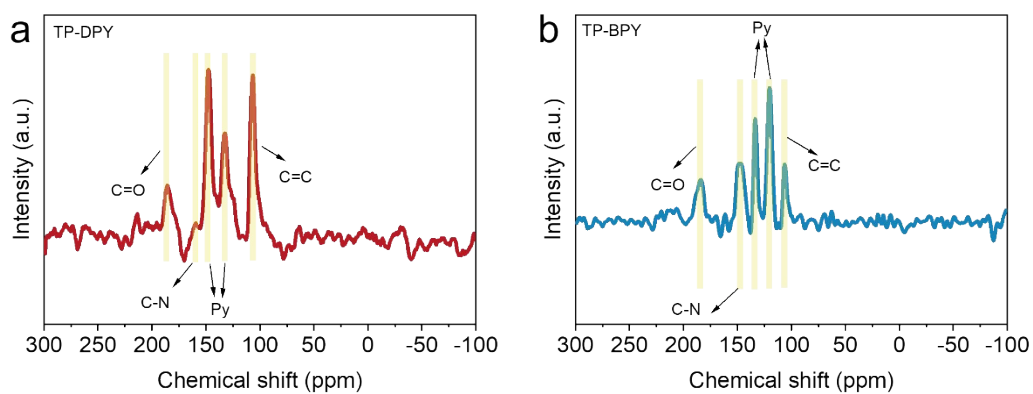 a
TP-DPY
Intensity (a.u.)
C=O
C=C
C-N
Py
300 250 200 150 100 50 0 -50 -100
Chemical shift (ppm)
b
TP-BPY
Py
Intensity (a.u.)
C=O
C=C
C-N
300 250 200 150 100 50 0 -50 -100
Chemical shift (ppm)